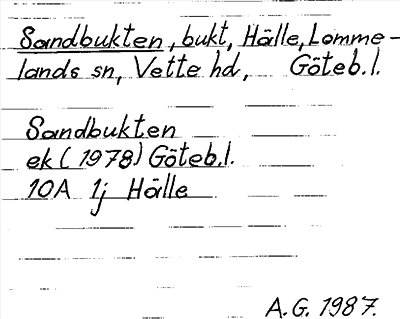 Sandbukten, bukt, Hälle, Lomme-
lands sn, Vette hd, Göteb.l.
Sandbukten
ek (1978) Göteb.l.
10A 1j Hälle
A.G. 1987.